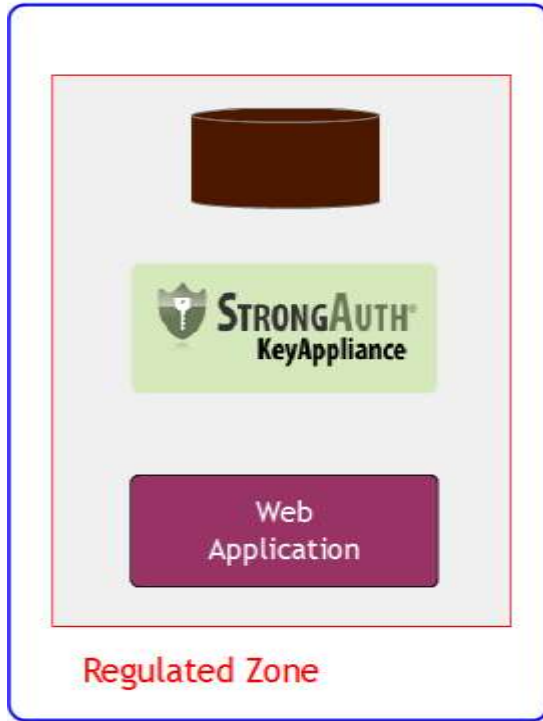 STRONGAUTH®
KeyAppliance
Web
Application
Regulated Zone